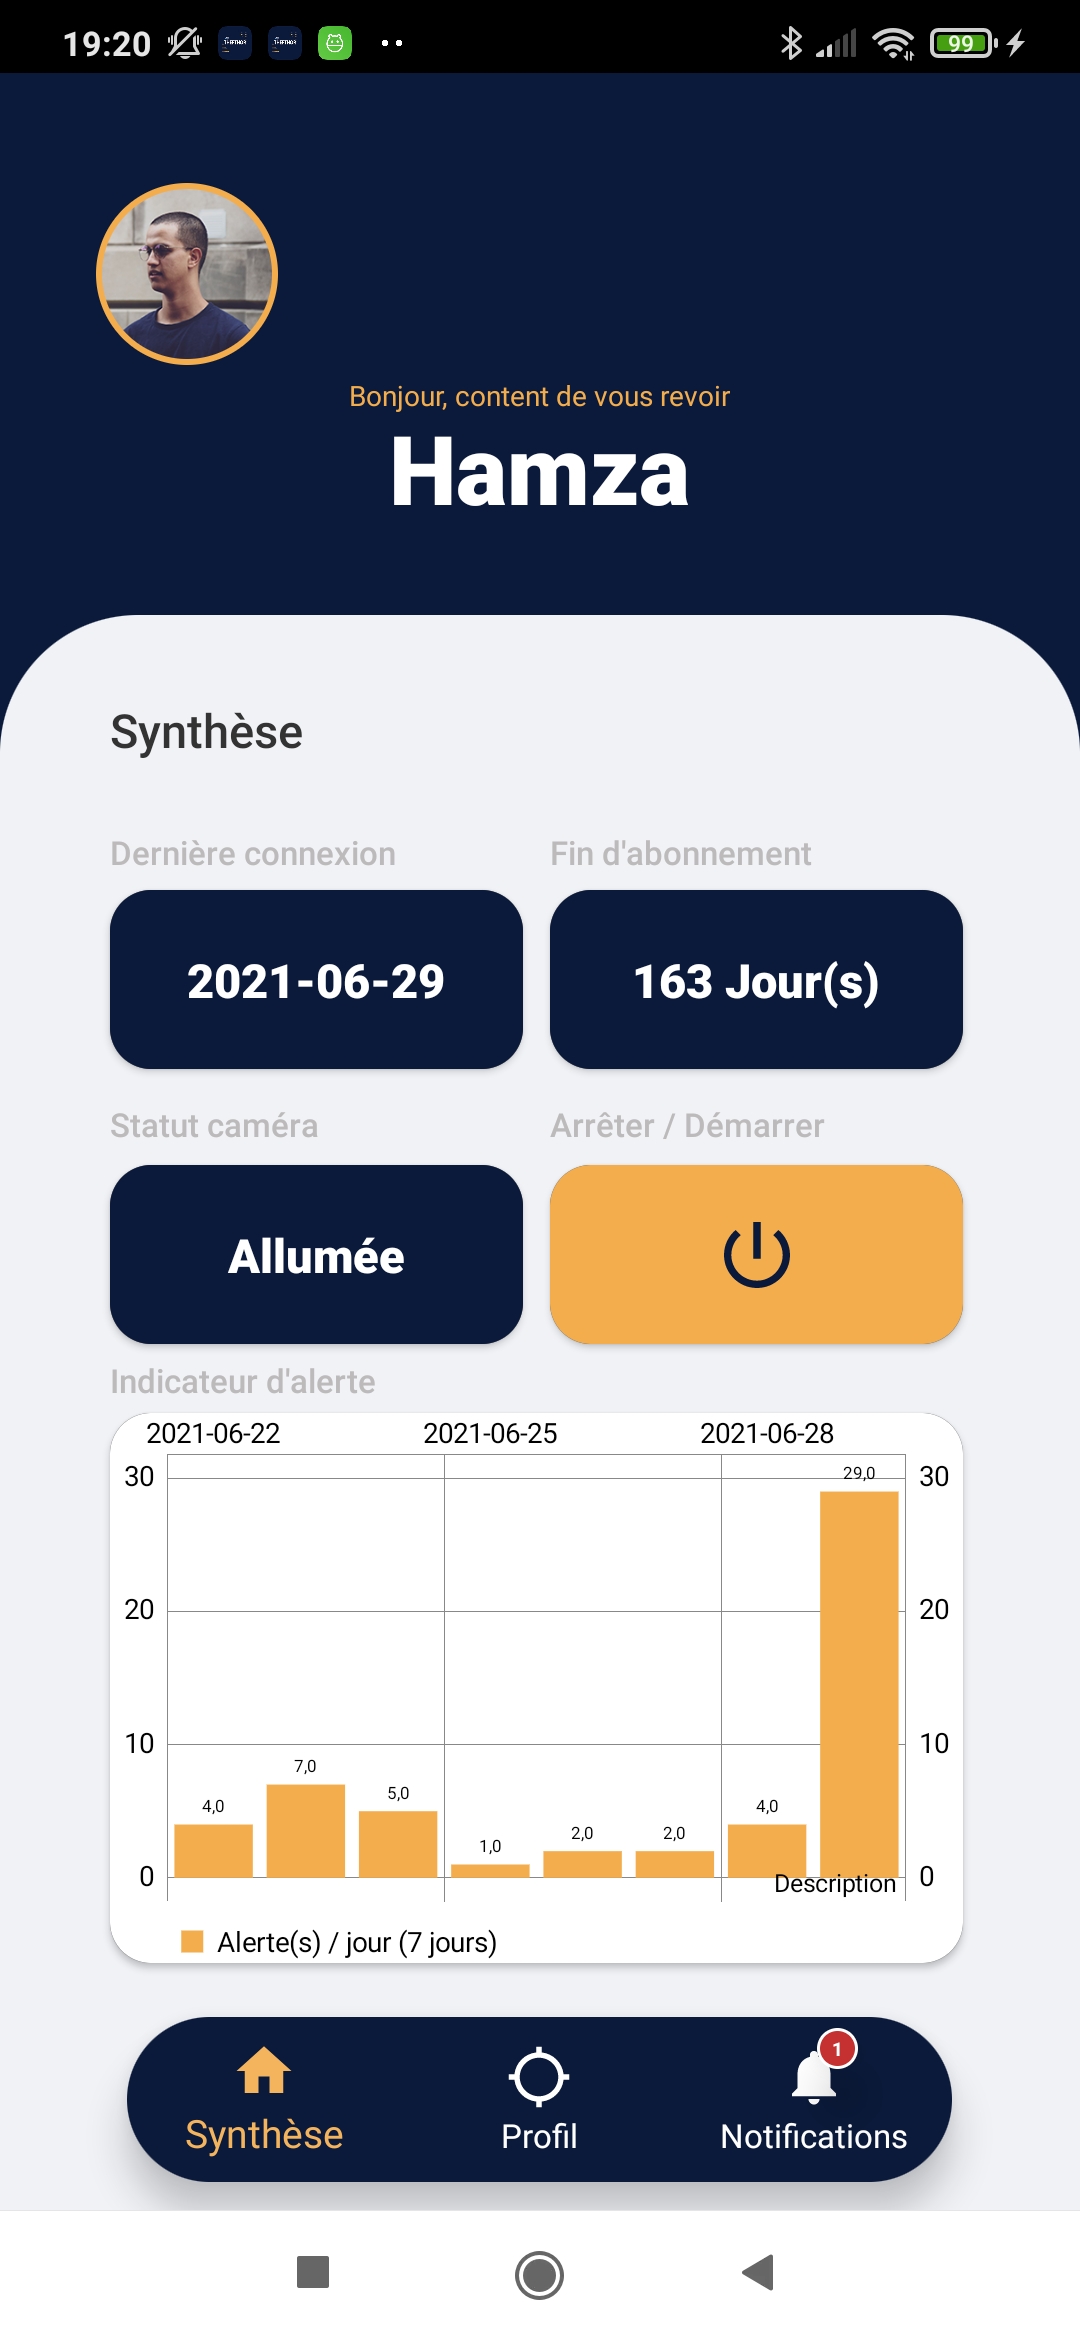 19:20
99
Bonjour, content de vous revoir
Hamza
Synthèse
Dernière connexion
Fin d'abonnement
2021-06-29
163 Jour(s)
Statut caméra
Arrêter / Démarrer
Allumée
Indicateur d'alerte
2021-06-22 2021-06-25 2021-06-28
30 29,0 30
20 20
10 10
4,0 7,0 5,0 1,0 2,0 2,0 4,0
0 Description 0
Alerte(s) / jour (7 jours)
1
Synthèse Profil Notifications